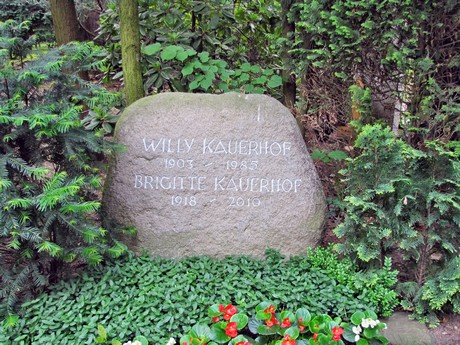 WILLY KAUERHOF
1903 - 1985
BRIGITTE KAUERHOF
1918 - 2010